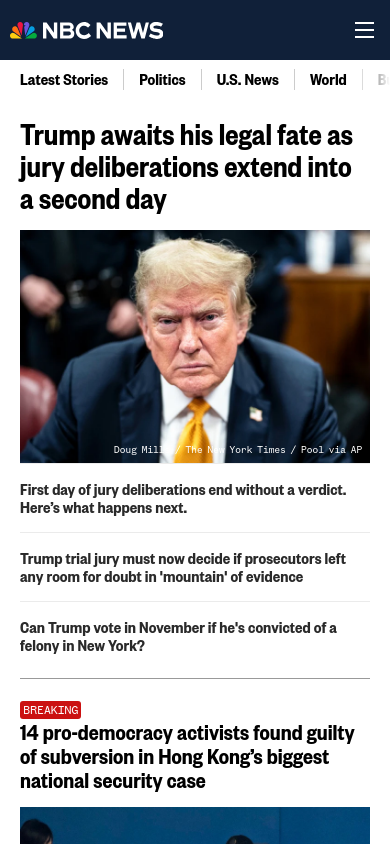 NBC NEWS
Latest Stories
Politics
U.S. News
World
Trump awaits his legal fate as
jury deliberations extend into
a second day
Doug Mills / The New York Times / Pool via AP
First day of jury deliberations end without a verdict.
Here’s what happens next.
Trump trial jury must now decide if prosecutors left
any room for doubt in 'mountain' of evidence
Can Trump vote in November if he's convicted of a
felony in New York?
BREAKING
14 pro-democracy activists found guilty
of subversion in Hong Kong’s biggest
national security case